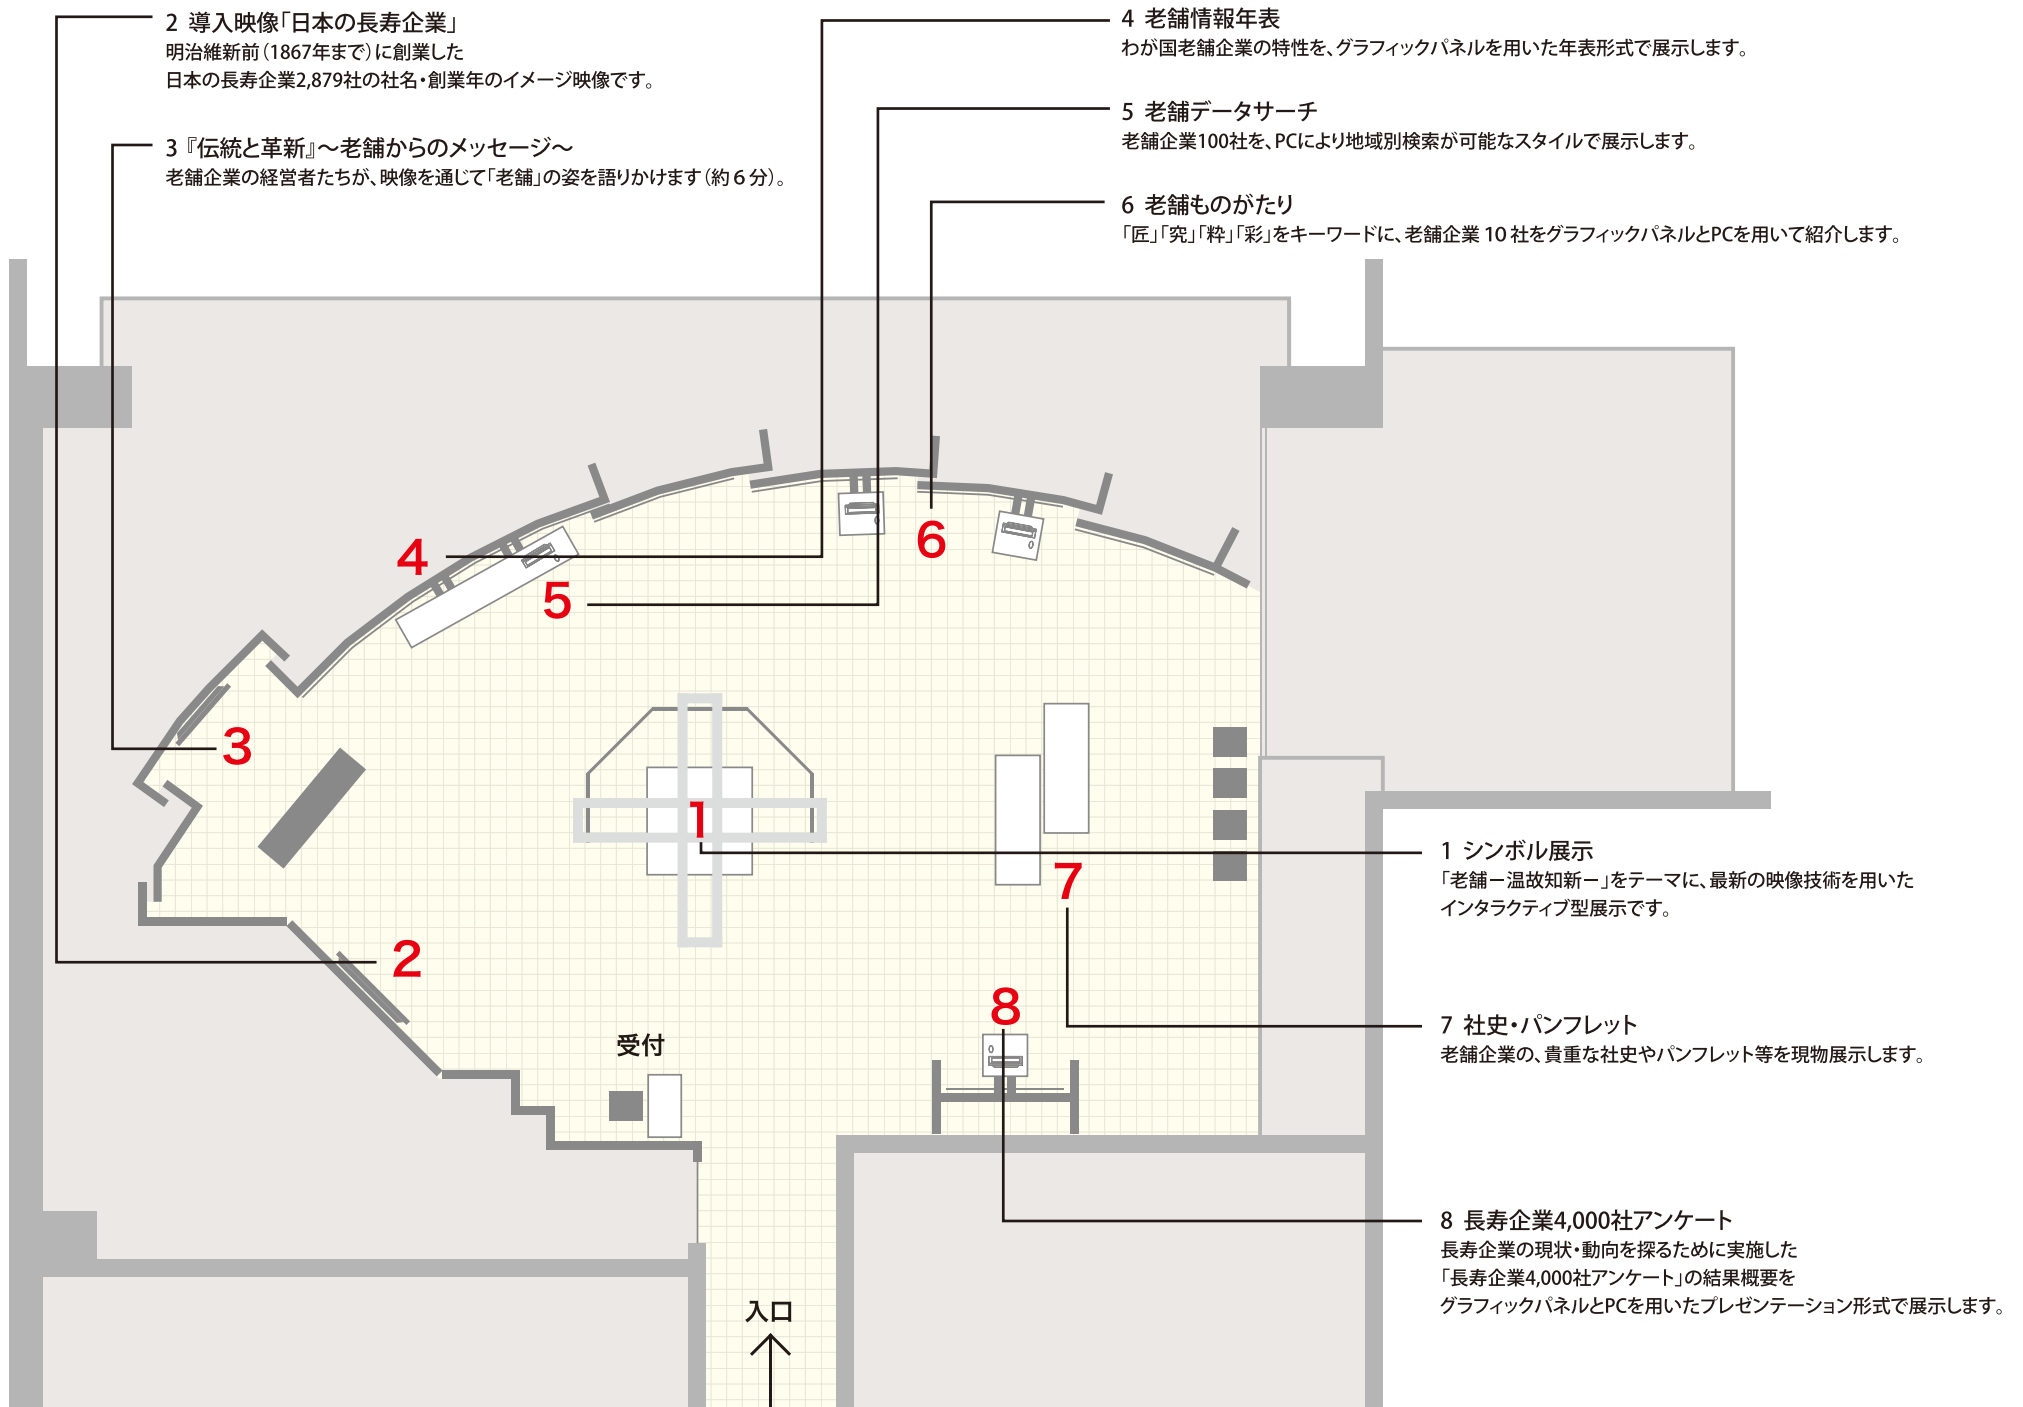 2 導入映像「日本の長寿企業」
明治維新前（1867年まで）に創業した
日本の長寿企業2,879社の社名・創業年のイメージ映像です。
3『伝統と革新』～老舗からのメッセージ～
老舗企業の経営者たちが、映像を通じて「老舗」の姿を語りかけます（約６分）。
4 老舗情報年表
わが国老舗企業の特性を、グラフィックパネルを用いた年表形式で展示します。
5 老舗データサーチ
老舗企業100社を、PCにより地域別検索が可能なスタイルで展示します。
6 老舗ものがたり
「匠」「究」「粋」「彩」をキーワードに、老舗企業 10 社をグラフィックパネルとPCを用いて紹介します。
4
6
5
3
1
7
2
8
受付
入口
1 シンボル展示
「老舗－温故知新－」をテーマに、最新の映像技術を用いた
インタラクティブ型展示です。
7 社史・パンフレット
老舗企業の、貴重な社史やパンフレット等を現物展示します。
8 長寿企業4,000社アンケート
長寿企業の現状・動向を探るために実施した
「長寿企業4,000社アンケート」の結果概要を
グラフィックパネルとPCを用いたプレゼンテーション形式で展示します。